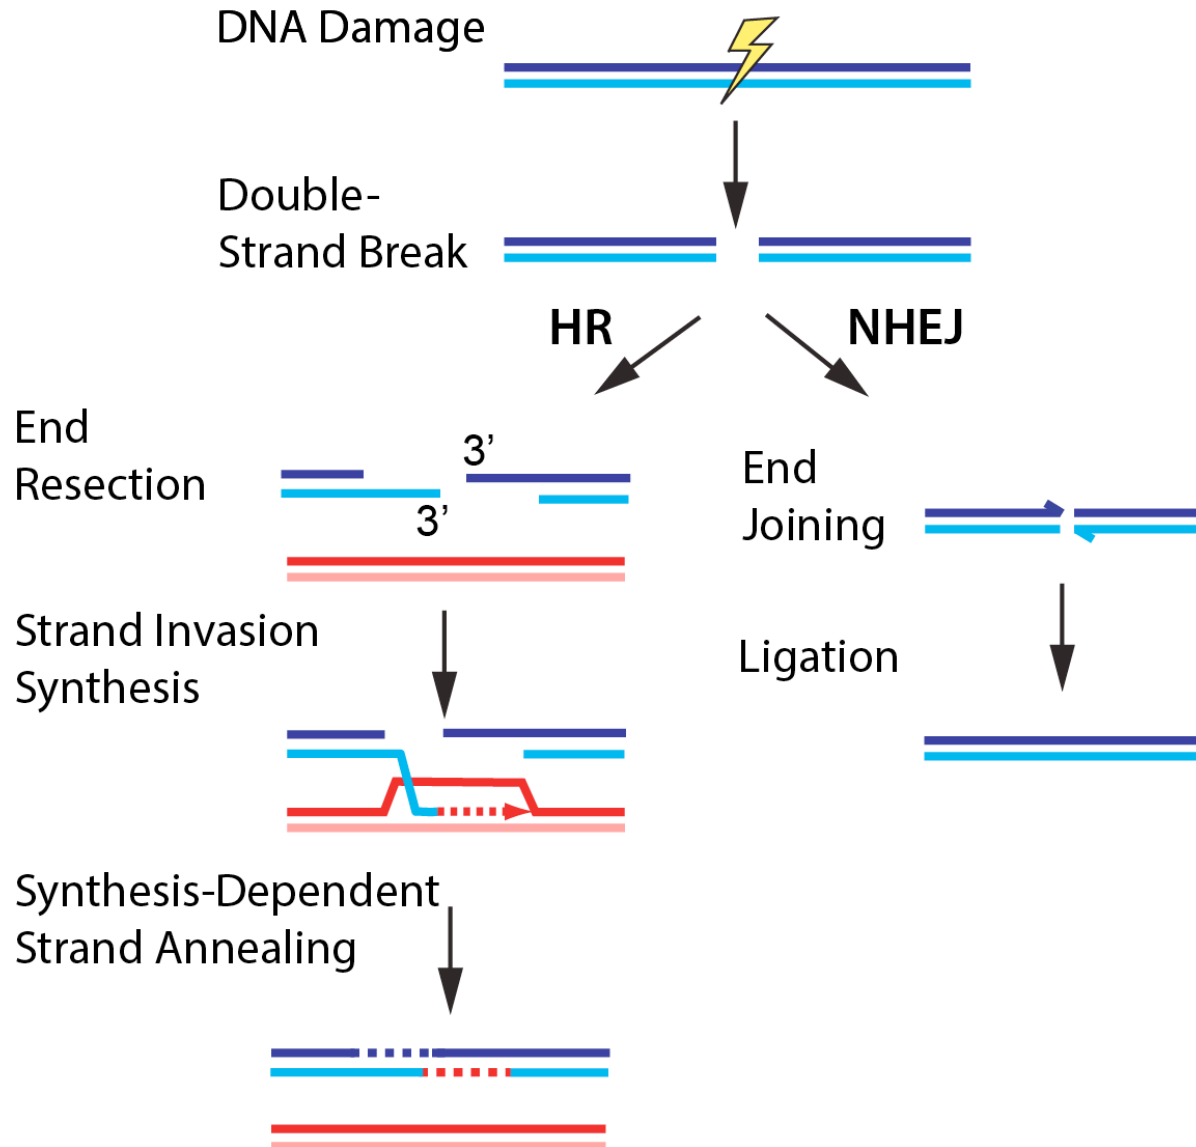 DNA Damage
Double-
Strand Break
HR
NHEJ
End
Resection
3’
3’
End
Joining
Strand Invasion
Synthesis
Ligation
Synthesis-Dependent
Strand Annealing